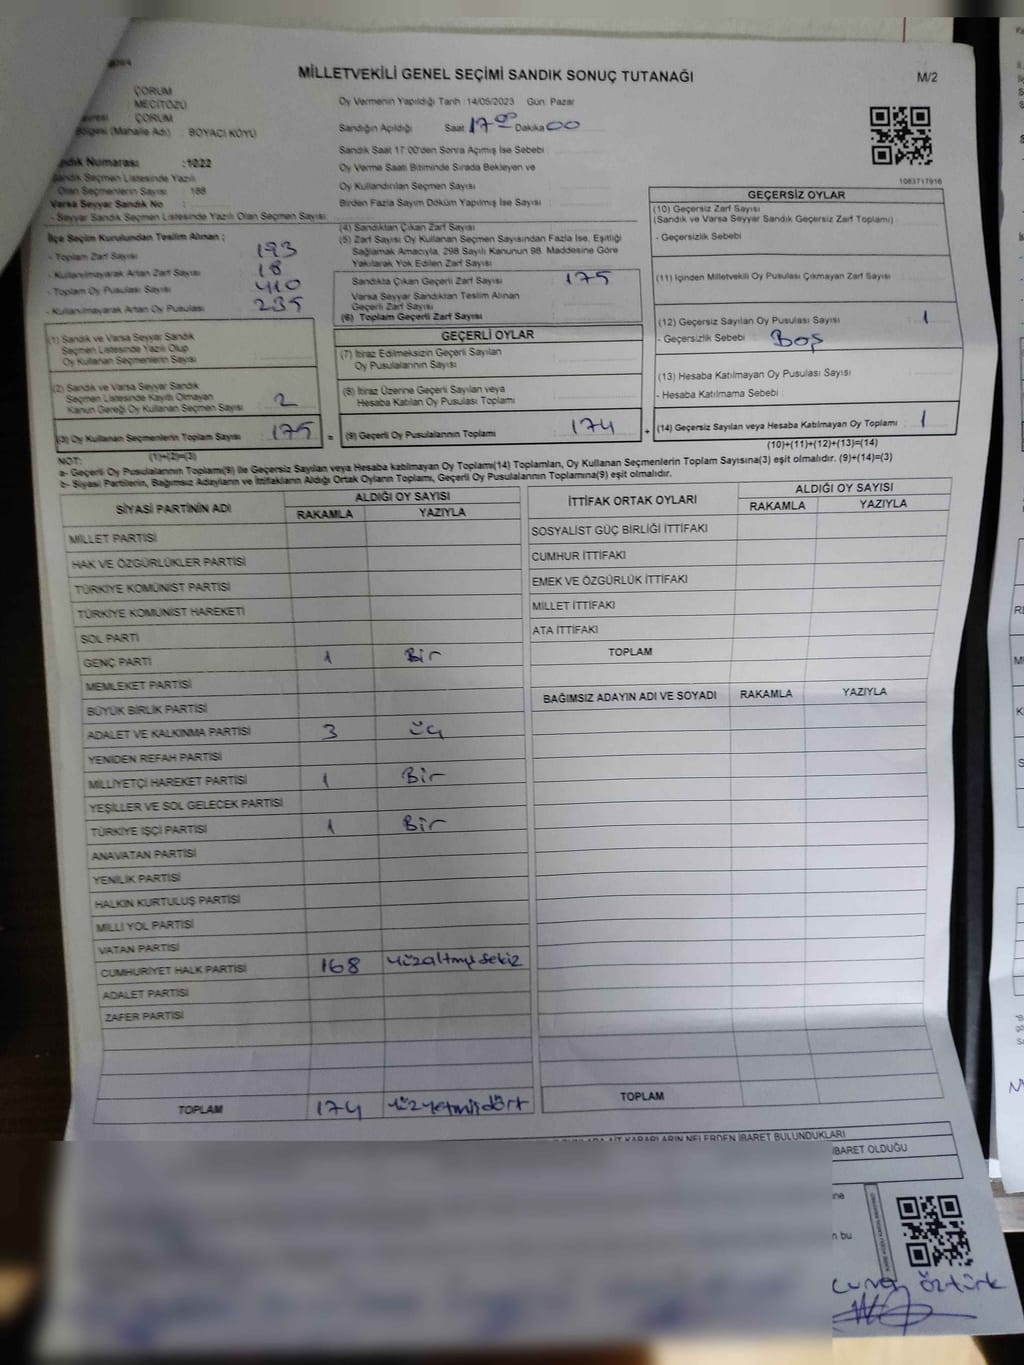 MİLLETVEKİLİ GENEL SEÇİMİ SANDIK SONUÇ TUTANAĞI
M/2
ÇORUM
MECİTÖZÜ
ÇORUM
Bölgesi (Mahalle Adı) : BOYACI KÖYÜ
Sandık Numarası :1022
Sandık Seçmen Listesinde Yazılı
Olan Seçmenlerin Sayısı : 188
Varsa Seyyar Sandık No :
- Seyyar Sandık Seçmen Listesinde Yazılı Olan Seçmen Sayısı:
Oy Vermenin Yapıldığı Tarih :14/05/2023 Gün: Pazar
Sandığın Açıldığı Saat 17 00 Dakika 00
Sandık Saat 17:00'den Sonra Açılmış İse Sebebi :
Oy Verme Saati Bitiminde Sırada Bekleyen ve
Oy Kullandırılan Seçmen Sayısı :
Birden Fazla Sayım Döküm Yapılmış İse Sayısı :
1083717916
İlçe Seçim Kurulundan Teslim Alınan ;
- Toplam Zarf Sayısı : 193
- Kullanılmayarak Artan Zarf Sayısı : 18
- Toplam Oy Pusulası Sayısı : 410
- Kullanılmayarak Artan Oy Pusulası : 235
(4) Sandıktan Çıkan Zarf Sayısı
(5) Zarf Sayısı Oy Kullanan Seçmen Sayısından Fazla İse, Eşitliği
Sağlamak Amacıyla, 298 Sayılı Kanunun 98. Maddesine Göre
Yakılarak Yok Edilen Zarf Sayısı
Sandıkta Çıkan Geçerli Zarf Sayısı : 175
Varsa Seyyar Sandıktan Teslim Alınan
Geçerli Zarf Sayısı
(6) Toplam Geçerli Zarf Sayısı
GEÇERSİZ OYLAR
(10) Geçersiz Zarf Sayısı
(Sandık ve Varsa Seyyar Sandık Geçersiz Zarf Toplamı) :
- Geçersizlik Sebebi :
(11) İçinden Milletvekili Oy Pusulası Çıkmayan Zarf Sayısı :
(12) Geçersiz Sayılan Oy Pusulası Sayısı : 1
- Geçersizlik Sebebi : Boş
(13) Hesaba Katılmayan Oy Pusulası Sayısı :
- Hesaba Katılmama Sebebi :
(14) Geçersiz Sayılan veya Hesaba Katılmayan Oy Toplamı : 1
(10)+(11)+(12)+(13)=(14)
(1) Sandık ve Varsa Seyyar Sandık
Seçmen Listesinde Yazılı Olup
Oy Kullanan Seçmenlerin Sayısı
(2) Sandık ve Varsa Seyyar Sandık
Seçmen Listesinde Kayıtlı Olmayan
Kanun Gereği Oy Kullanan Seçmen Sayısı : 2
(3) Oy Kullanan Seçmenlerin Toplam Sayısı : 175 =
(1)+(2)=(3)
GEÇERLİ OYLAR
(7) İtiraz Edilmeksizin Geçerli Sayılan
Oy Pusulalarının Sayısı
(8) İtiraz Üzerine Geçerli Sayılan veya
Hesaba Katılan Oy Pusulası Toplamı
(9) Geçerli Oy Pusulalarının Toplamı : 174 +
NOT:
a- Geçerli Oy Pusulalarının Toplamı(9) ile Geçersiz Sayılan veya Hesaba katılmayan Oy Toplamı(14) Toplamları, Oy Kullanan Seçmenlerin Toplam Sayısına(3) eşit olmalıdır. (9)+(14)=(3)
b- Siyasi Partilerin, Bağımsız Adayların ve İttifakların Aldığı Ortak Oyların Toplamı, Geçerli Oy Pusulalarının Toplamına(9) eşit olmalıdır.
SİYASİ PARTİNİN ADI
ALDIĞI OY SAYISI
RAKAMLA YAZIYLA
MİLLET PARTİSİ
HAK VE ÖZGÜRLÜKLER PARTİSİ
TÜRKİYE KOMÜNİST PARTİSİ
TÜRKİYE KOMÜNİST HAREKETİ
SOL PARTİ
GENÇ PARTİ 1 Bir
MEMLEKET PARTİSİ
BÜYÜK BİRLİK PARTİSİ
ADALET VE KALKINMA PARTİSİ 3 üç
YENİDEN REFAH PARTİSİ
MİLLİYETÇİ HAREKET PARTİSİ 1 Bir
YEŞİLLER VE SOL GELECEK PARTİSİ
TÜRKİYE İŞÇİ PARTİSİ 1 Bir
ANAVATAN PARTİSİ
YENİLİK PARTİSİ
HALKIN KURTULUŞ PARTİSİ
MİLLİ YOL PARTİSİ
VATAN PARTİSİ
CUMHURİYET HALK PARTİSİ 168 yüzaltmışsekiz
ADALET PARTİSİ
ZAFER PARTİSİ
TOPLAM 174 yüzyetmişdört
İTTİFAK ORTAK OYLARI
ALDIĞI OY SAYISI
RAKAMLA YAZIYLA
SOSYALİST GÜÇ BİRLİĞİ İTTİFAKI
CUMHUR İTTİFAKI
EMEK VE ÖZGÜRLÜK İTTİFAKI
MİLLET İTTİFAKI
ATA İTTİFAKI
TOPLAM
BAĞIMSIZ ADAYIN ADI VE SOYADI RAKAMLA YAZIYLA
TOPLAM
AİT KARARLARIN NELERDEN İBARET BULUNDUKLARI
İBARET OLDUĞU
n bu
Öztürk